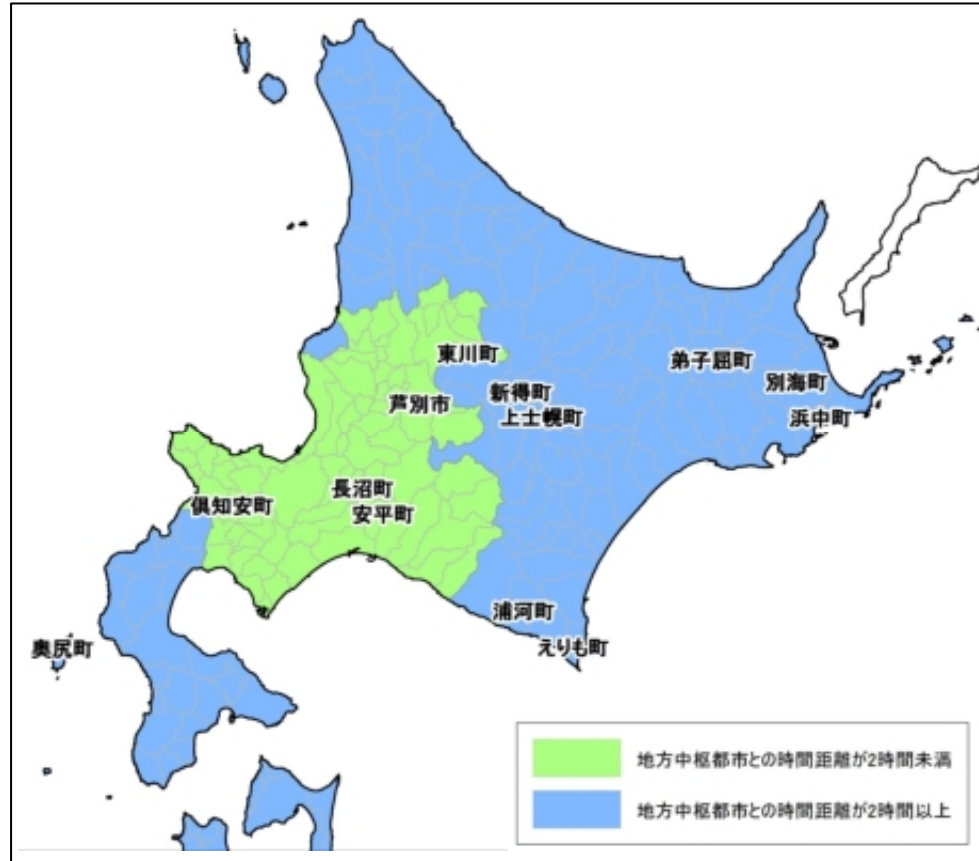 東川町
弟子屈町
新得町
別海町
芦別市
上士幌町
浜中町
長沼町
倶知安町
安平町
浦河町
奥尻町
えりも町
地方中枢都市との時間距離が2時間未満
地方中枢都市との時間距離が2時間以上